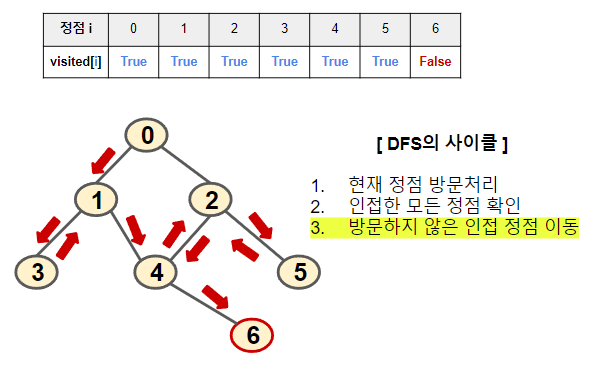 정점 i 0 1 2 3 4 5 6
visited[i] True True True True True True False
[ DFS의 사이클 ]
1. 현재 정점 방문처리
2. 인접한 모든 정점 확인
3. 방문하지 않은 인접 정점 이동
0
1 2
3 4 5
6